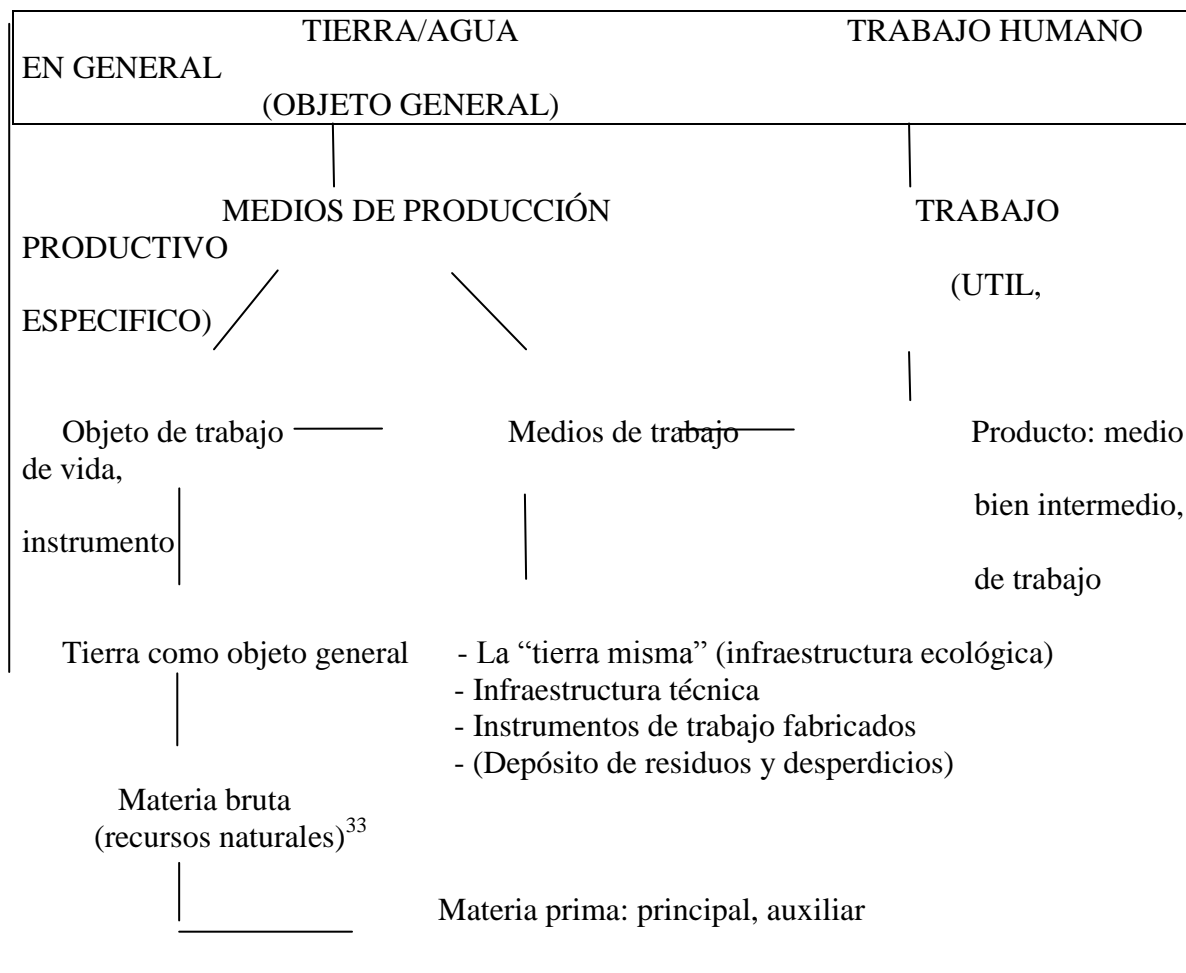 TIERRA/AGUA TRABAJO HUMANO
EN GENERAL
(OBJETO GENERAL)
MEDIOS DE PRODUCCIÓN TRABAJO
PRODUCTIVO
(UTIL,
ESPECIFICO)
Objeto de trabajo Medios de trabajo Producto: medio
de vida,
bien intermedio,
instrumento
de trabajo
Tierra como objeto general - La “tierra misma” (infraestructura ecológica)
- Infraestructura técnica
- Instrumentos de trabajo fabricados
- (Depósito de residuos y desperdicios)
Materia bruta
(recursos naturales)33
Materia prima: principal, auxiliar